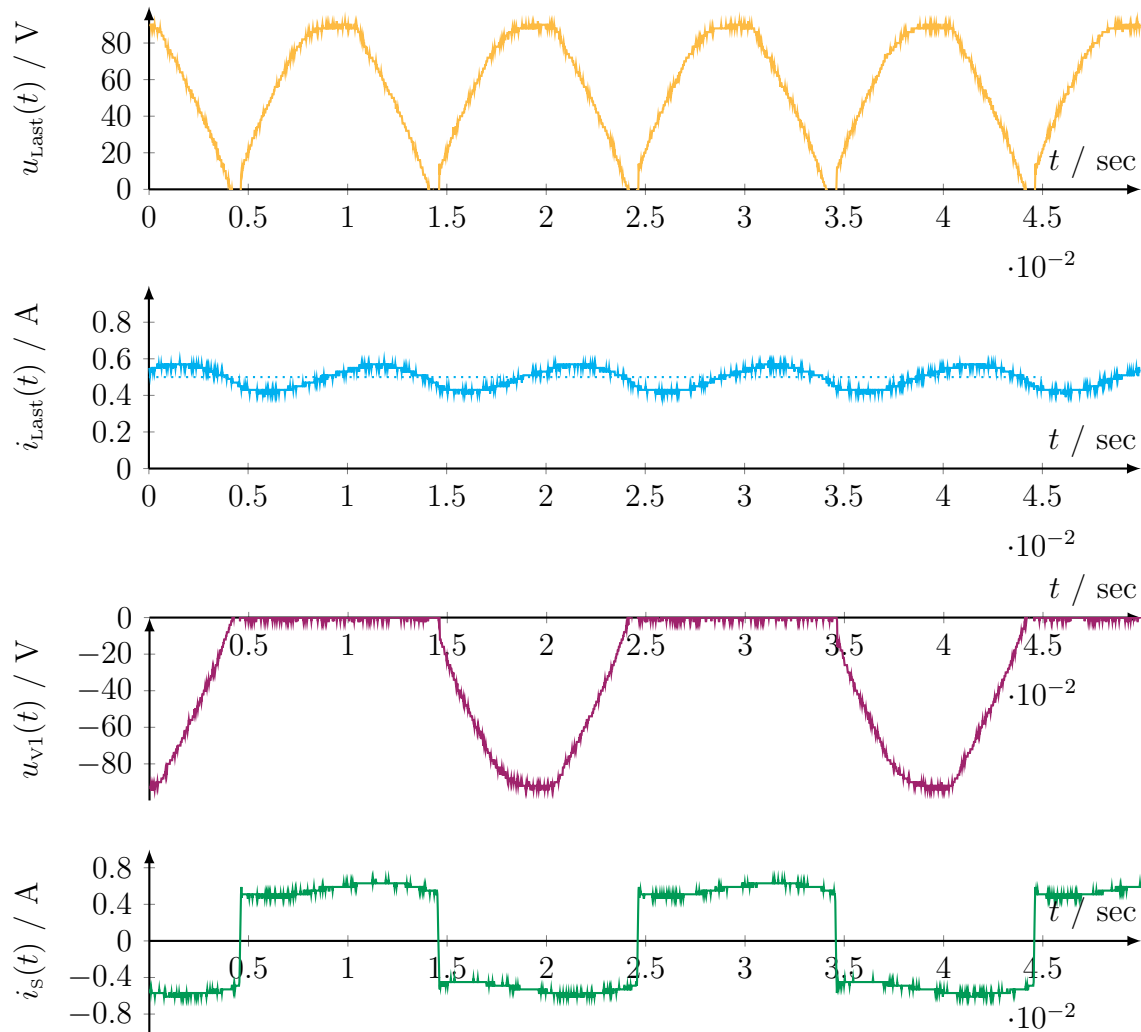 u_Last(t) / V
80
60
40
20
0
t / sec
0 0.5 1 1.5 2 2.5 3 3.5 4 4.5
·10⁻²
i_Last(t) / A
0.8
0.6
0.4
0.2
0
t / sec
0 0.5 1 1.5 2 2.5 3 3.5 4 4.5
·10⁻²
t / sec
u_V1(t) / V
0
0.5 1 1.5 2 2.5 3 3.5 4 4.5
−20
−40
−60
−80
·10⁻²
i_S(t) / A
0.8
0.4
0
−0.4
−0.8
t / sec
0.5 1 1.5 2 2.5 3 3.5 4 4.5
·10⁻²